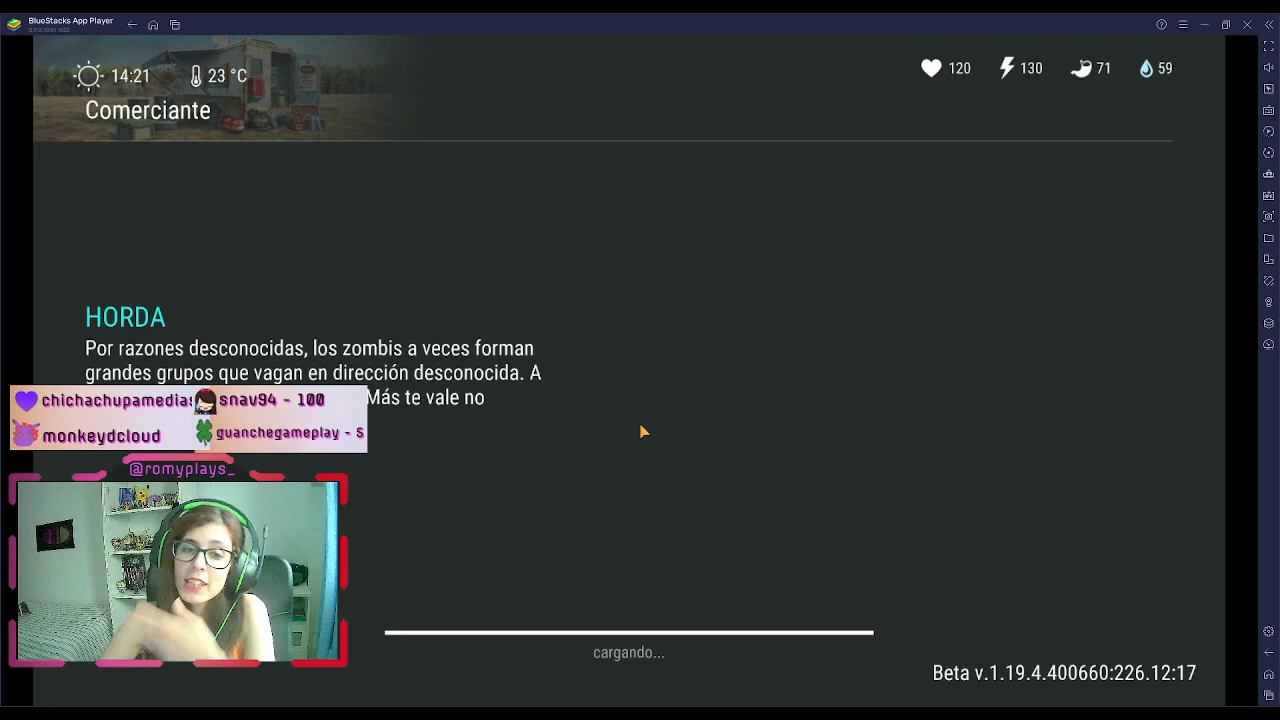 BlueStacks App Player
14:21
23 °C
120
130
71
59
Comerciante
HORDA
Por razones desconocidas, los zombis a veces forman
grandes grupos que vagan en dirección desconocida. A
Más te vale no
chichachupamedias
snav94 - 100
monkeydcloud
guanchegameplay - S
@romyplays_
cargando...
Beta v.1.19.4.400660:226.12:17